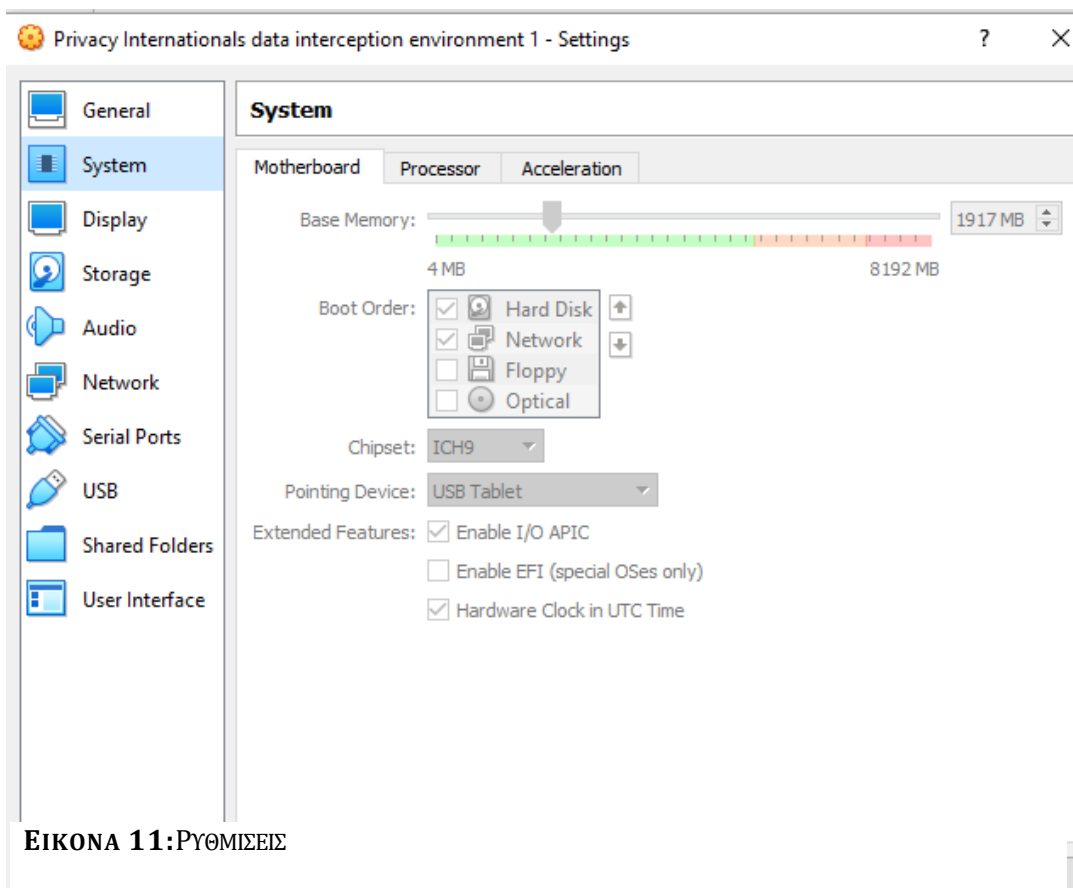 Privacy Internationals data interception environment 1 - Settings ?
General
System
Display
Storage
Audio
Network
Serial Ports
USB
Shared Folders
User Interface
System
Motherboard Processor Acceleration
Base Memory: 1917 MB
4 MB 8192 MB
Boot Order: Hard Disk
Network
Floppy
Optical
Chipset: ICH9
Pointing Device: USB Tablet
Extended Features: Enable I/O APIC
Enable EFI (special OSes only)
Hardware Clock in UTC Time
ΕΙΚΟΝΑ 11:ΡΥΘΜΙΣΕΙΣ